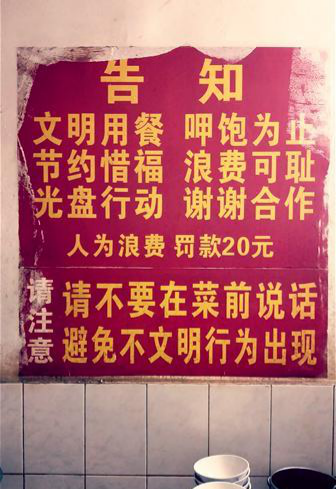 告 知
文明用餐 呷饱为止
节约惜福 浪费可耻
光盘行动 谢谢合作
人为浪费 罚款20元
请注意
请不要在菜前说话
避免不文明行为出现